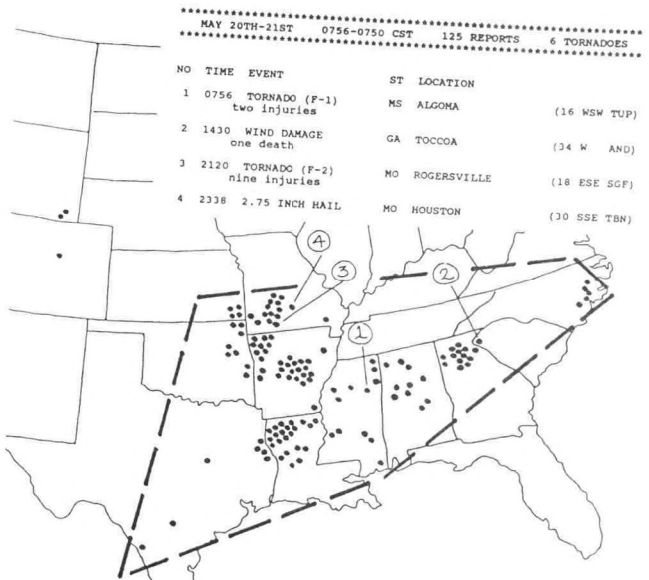 MAY 20TH-21ST 0756-0750 CST 125 REPORTS 6 TORNADOES
NO TIME EVENT ST LOCATION
1 0756 TORNADO (F-1) MS ALGOMA (16 WSW TUP)
two injuries
2 1430 WIND DAMAGE GA TOCCOA (34 W AND)
one death
3 2120 TORNADO (F-2) MO ROGERSVILLE (18 ESE SGF)
nine injuries
4 2338 2.75 INCH HAIL MO HOUSTON (30 SSE TBN)
4
3
2
1